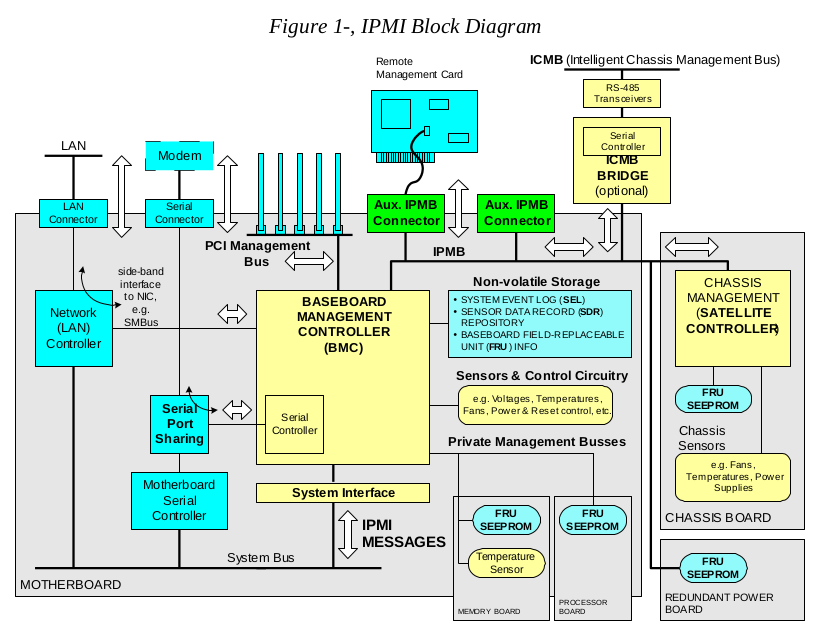 Figure 1-, IPMI Block Diagram
Remote
Management Card
ICMB (Intelligent Chassis Management Bus)
RS-485
Transceivers
Serial
Controller
ICMB
BRIDGE
(optional)
LAN
Modem
LAN
Connector
Serial
Connector
Aux. IPMB
Connector
Aux. IPMB
Connector
PCI Management
Bus
IPMB
side-band
interface
to NIC,
e.g.
SMBus
Network
(LAN)
Controller
BASEBOARD
MANAGEMENT
CONTROLLER
(BMC)
Non-volatile Storage
• SYSTEM EVENT LOG (SEL)
• SENSOR DATA RECORD (SDR)
REPOSITORY
• BASEBOARD FIELD-REPLACEABLE
UNIT (FRU ) INFO
CHASSIS
MANAGEMENT
(SATELLITE
CONTROLLER)
Sensors & Control Circuitry
e.g. Voltages, Temperatures,
Fans, Power & Reset control, etc.
FRU
SEEPROM
Serial
Port
Sharing
Serial
Controller
Private Management Busses
Chassis
Sensors
e.g. Fans,
Temperatures, Power
Supplies
Motherboard
Serial
Controller
System Interface
IPMI
MESSAGES
FRU
SEEPROM
FRU
SEEPROM
CHASSIS BOARD
System Bus
Temperature
Sensor
FRU
SEEPROM
MOTHERBOARD
MEMORY BOARD
PROCESSOR
BOARD
REDUNDANT POWER
BOARD